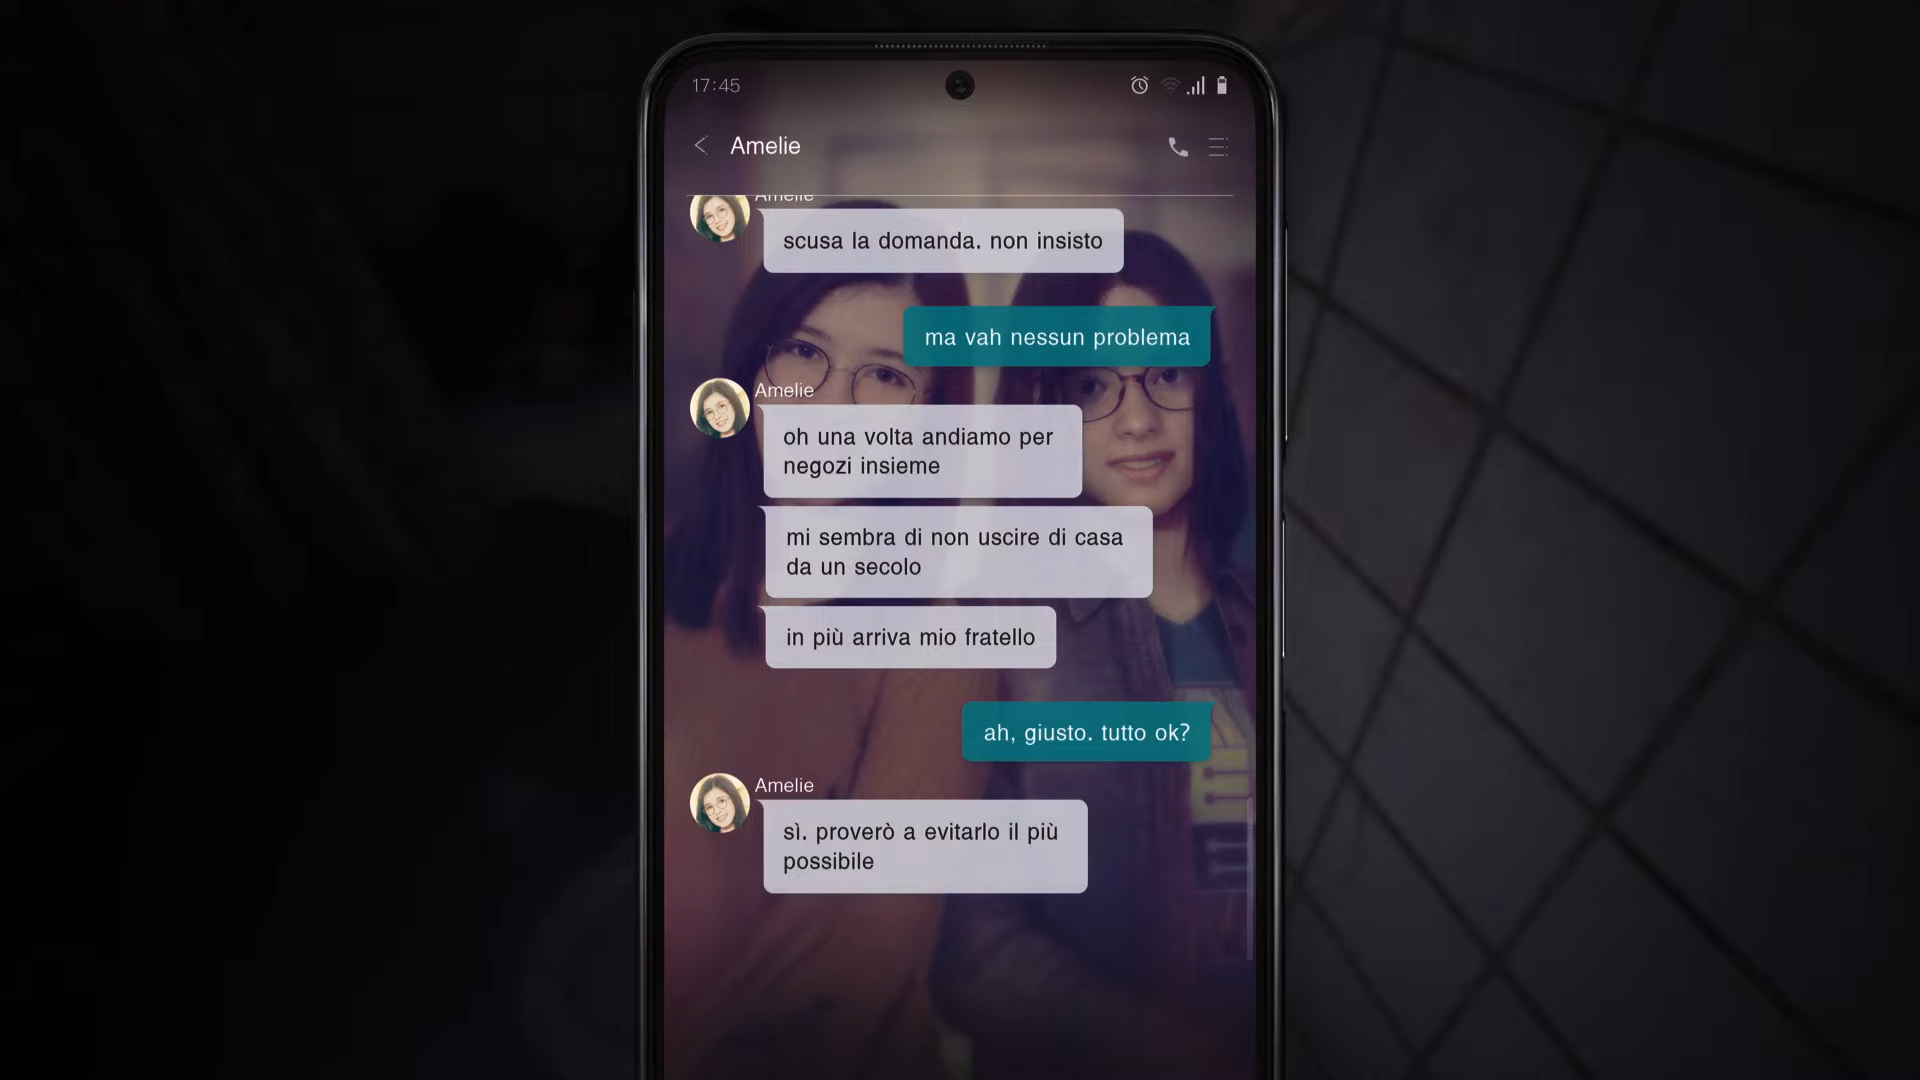 17:45
Amelie
Amelie
scusa la domanda. non insisto
ma vah nessun problema
Amelie
oh una volta andiamo per
negozi insieme
mi sembra di non uscire di casa
da un secolo
in più arriva mio fratello
ah, giusto. tutto ok?
Amelie
sì. proverò a evitarlo il più
possibile